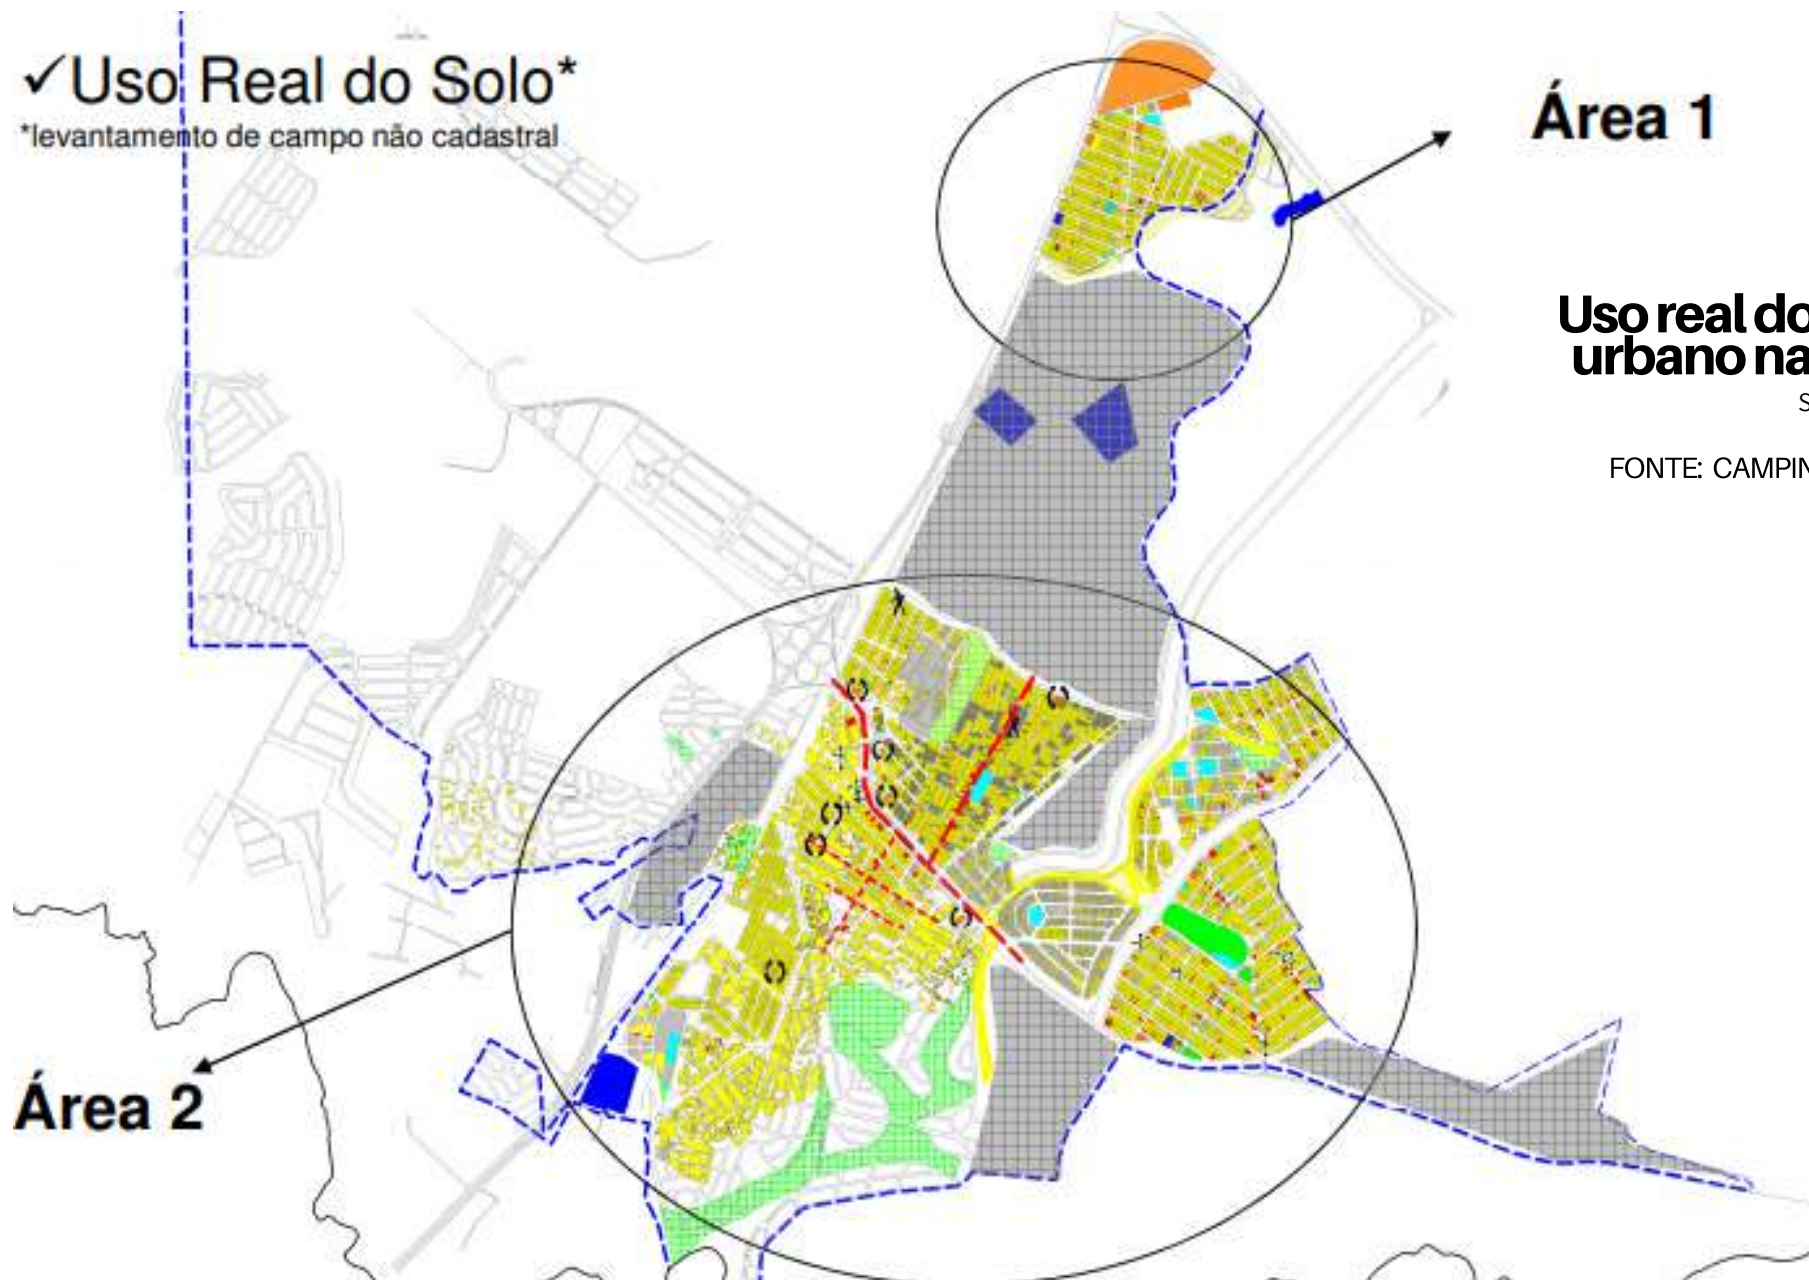 ✓Uso Real do Solo*
*levantamento de campo não cadastral
Área 1
Uso real do
urbano na
S
FONTE: CAMPIN
Área 2